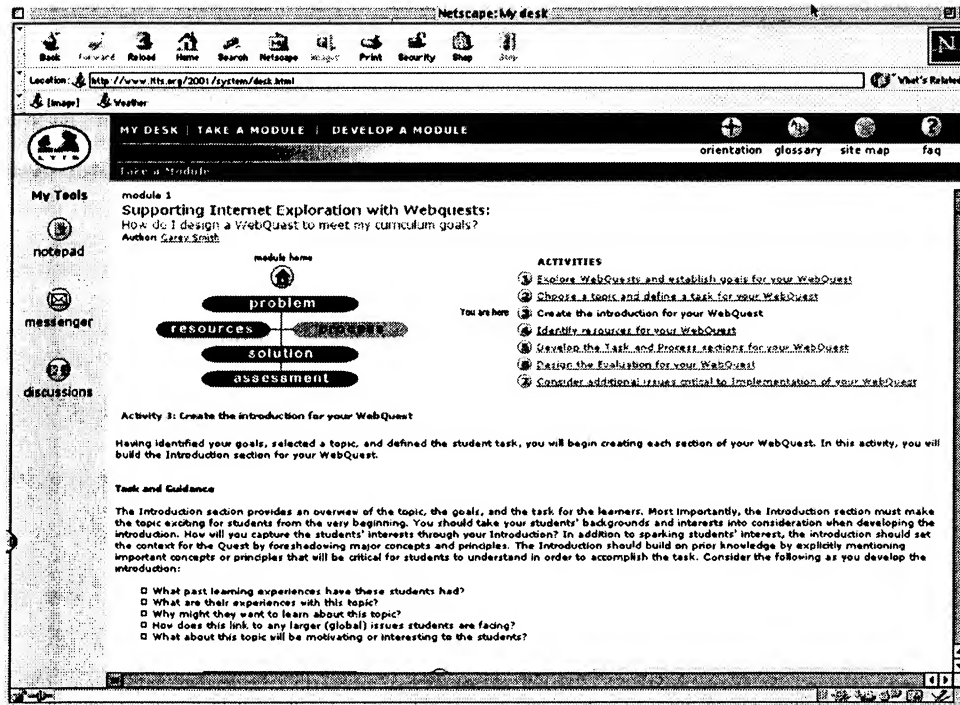 Netscape: My desk
Back Forward Reload Home Search Netscape Images Print Security Shop Stop
N
Location: http://www.ltts.org/2001/system/desk.html What's Related
[Image] Weather
LTTS
MY DESK | TAKE A MODULE | DEVELOP A MODULE
orientation glossary site map faq
Take a Module
My Tools
notepad
messenger
discussions
module 1
Supporting Internet Exploration with Webquests:
How do I design a WebQuest to meet my curriculum goals?
Author: Carey Smith
module home
problem
resources process
solution
assessment
ACTIVITIES
1 Explore WebQuests and establish goals for your WebQuest
2 Choose a topic and define a task for your WebQuest
You are here 3 Create the introduction for your WebQuest
4 Identify resources for your WebQuest
5 Develop the Task and Process sections for your WebQuest
6 Design the Evaluation for your WebQuest
7 Consider additional issues critical to Implementation of your WebQuest
Activity 3: Create the introduction for your WebQuest
Having identified your goals, selected a topic, and defined the student task, you will begin creating each section of your WebQuest. In this activity, you will
build the Introduction section for your WebQuest.
Task and Guidance
The Introduction section provides an overview of the topic, the goals, and the task for the learners. Most Importantly, the Introduction section must make
the topic exciting for students from the very beginning. You should take your students' backgrounds and interests into consideration when developing the
introduction. How will you capture the students' interests through your Introduction? In addition to sparking students' interest, the introduction should set
the context for the Quest by foreshadowing major concepts and principles. The Introduction should build on prior knowledge by explicitly mentioning
important concepts or principles that will be critical for students to understand in order to accomplish the task. Consider the following as you develop the
introduction:
What past learning experiences have these students had?
What are their experiences with this topic?
Why might they want to learn about this topic?
How does this link to any larger (global) issues students are facing?
What about this topic will be motivating or interesting to the students?